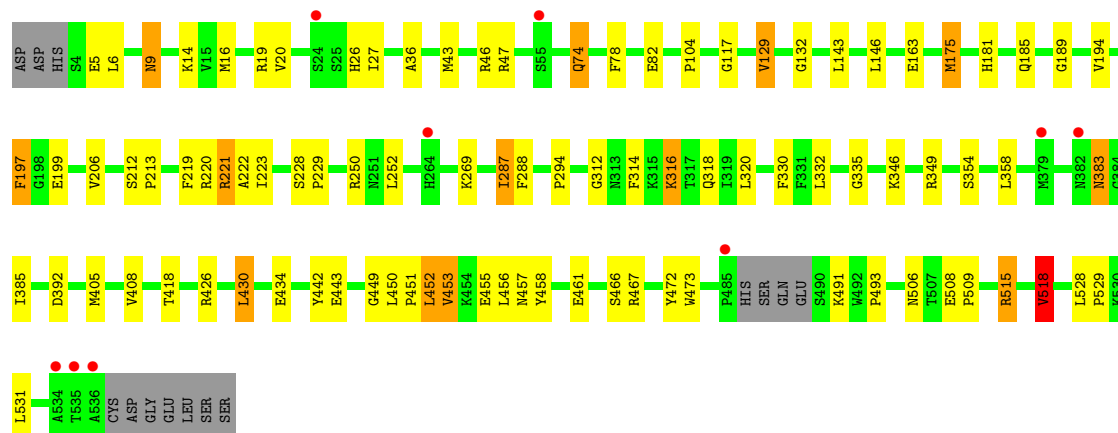 ASP ASP HIS S4 E5 L6 N9 K14 V15 M16 R19 V20 S24 S25 H26 I27 A36 M43 R46 R47 S55 Q74 F78 E82 P104 G117 V129 G132 L143 L146 E163 M175 H181 Q185 G189 V194
F197 G198 E199 V206 S212 P213 F219 R220 R221 A222 I223 S228 P229 R250 N251 L252 H264 K269 I287 F288 P294 G312 N313 F314 K315 K316 T317 Q318 I319 L320 F330 F331 L332 G335 K346 R349 S354 L358 M379 N382 N383 G384
I385 D392 M405 V408 T418 R426 L430 E434 Y442 E443 G449 L450 P451 L452 V453 K454 E455 L456 N457 Y458 E461 S466 R467 Y472 W473 P485 HIS SER GLN GLU S490 K491 W492 P493 N506 T507 E508 P509 R515 V518 L528 P529 K530
L531 A534 T535 A536 CYS ASP GLY GLU LEU SER SER